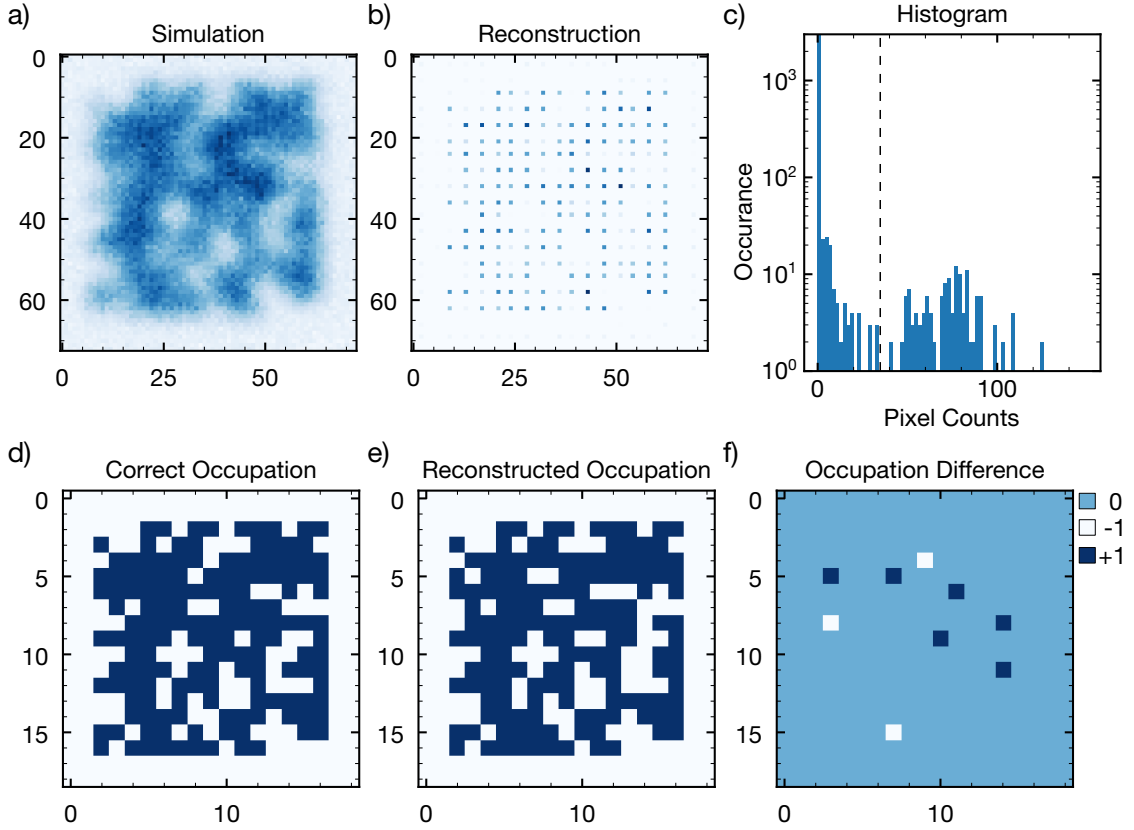 a)
Simulation
0
20
40
60
0 25 50
b)
Reconstruction
0
20
40
60
0 25 50
c)
Histogram
Occurance
10³
10²
10¹
10⁰
0 100
Pixel Counts
d)
Correct Occupation
0
5
10
15
0 10
e)
Reconstructed Occupation
0
5
10
15
0 10
f)
Occupation Difference
0
5
10
15
0 10
0
-1
+1